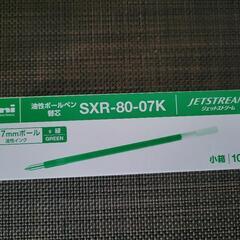 uni
油性ボールペン
替芯
SXR-80-07K
JETSTREAM
ジェットストリーム
7mmボール
油性インク
6 緑
GREEN
小箱 10